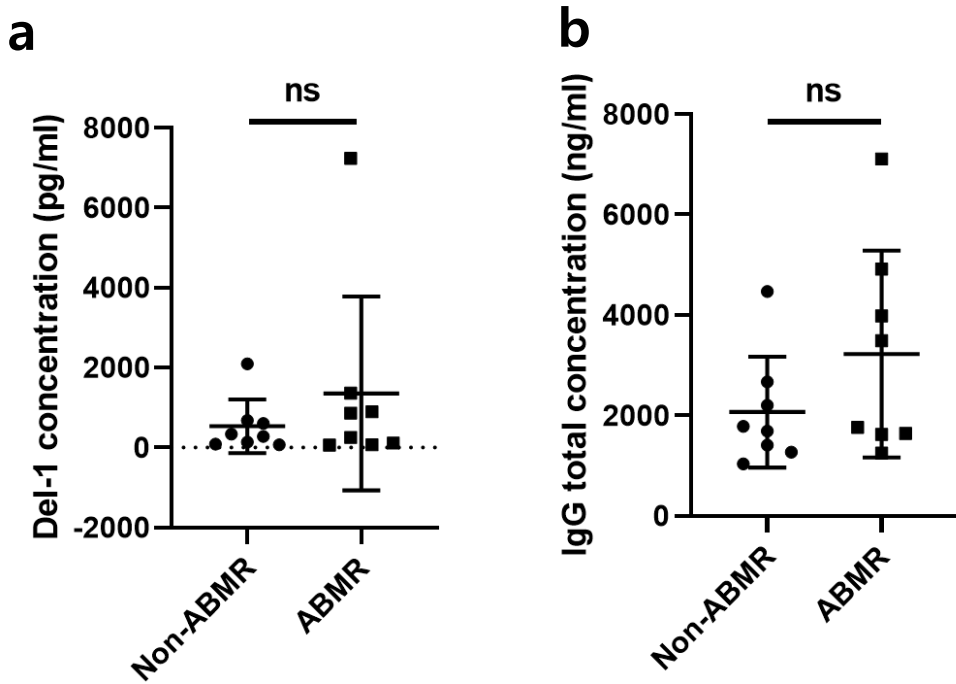 a
ns
Del-1 concentration (pg/ml)
8000
6000
4000
2000
0
-2000
Non-ABMR
ABMR
b
ns
IgG total concentration (ng/ml)
8000
6000
4000
2000
0
Non-ABMR
ABMR